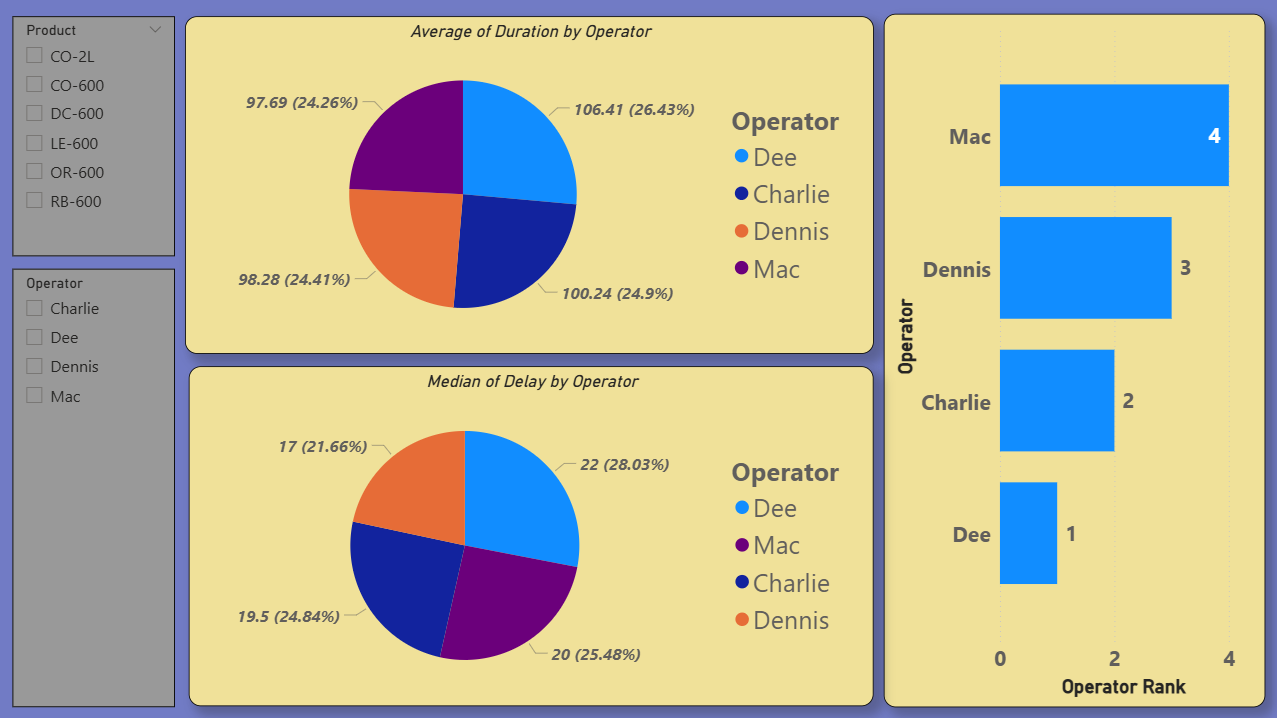 Product
CO-2L
CO-600
DC-600
LE-600
OR-600
RB-600
Operator
Charlie
Dee
Dennis
Mac
Average of Duration by Operator
97.69 (24.26%)
106.41 (26.43%)
98.28 (24.41%)
100.24 (24.9%)
Operator
Dee
Charlie
Dennis
Mac
Median of Delay by Operator
17 (21.66%)
22 (28.03%)
19.5 (24.84%)
20 (25.48%)
Operator
Dee
Mac
Charlie
Dennis
Operator
Mac 4
Dennis 3
Charlie 2
Dee 1
0 2 4
Operator Rank